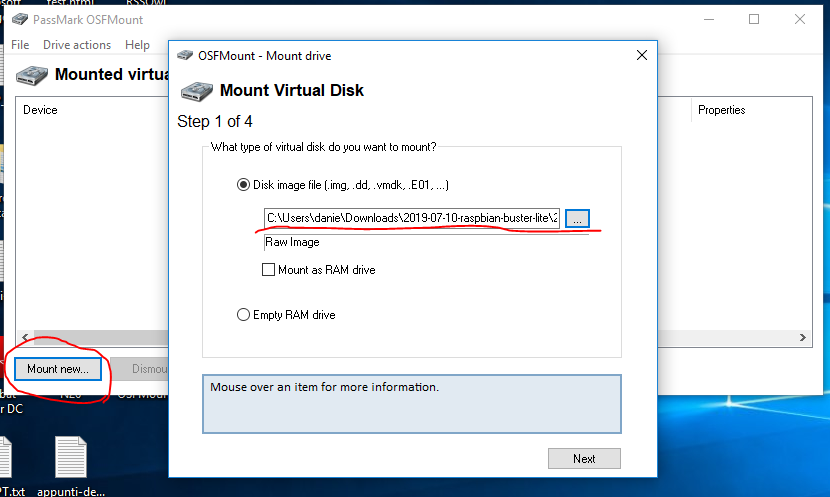 test.html
RSSOwl
PassMark OSFMount
File Drive actions Help
Mounted virtua
Device
Properties
OSFMount - Mount drive
Mount Virtual Disk
Step 1 of 4
What type of virtual disk do you want to mount?
Disk image file (.img, .dd, .vmdk, .E01, ...)
C:\Users\danie\Downloads\2019-07-10-raspbian-buster-lite\2
...
Raw Image
Mount as RAM drive
Empty RAM drive
Mount new...
Dismou
Mouse over an item for more information.
Next
r DC
OSFMoun
PT.txt
appunti-de...